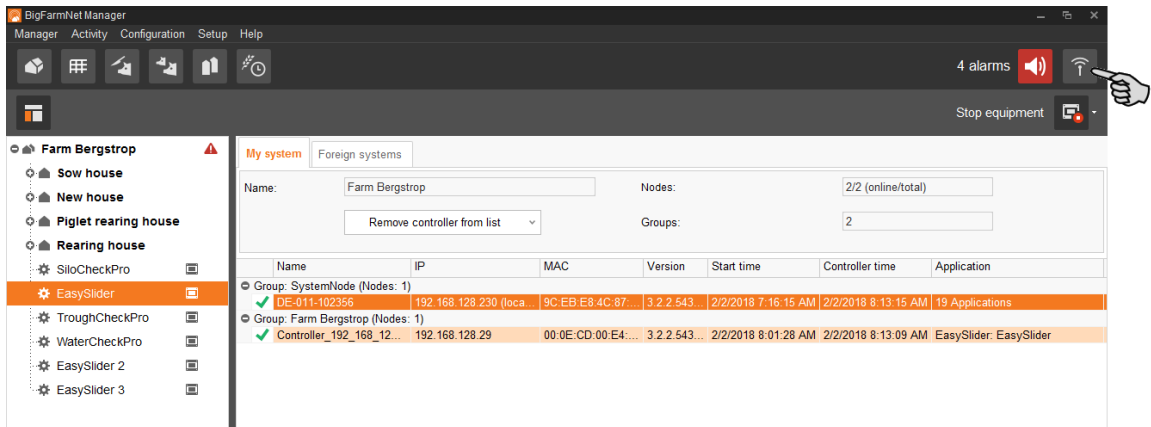 BigFarmNet Manager
Manager Activity Configuration Setup Help
4 alarms
Stop equipment
Farm Bergstrop
Sow house
New house
Piglet rearing house
Rearing house
SiloCheckPro
EasySlider
TroughCheckPro
WaterCheckPro
EasySlider 2
EasySlider 3
My system Foreign systems
Name: Farm Bergstrop Nodes: 2/2 (online/total)
Remove controller from list Groups: 2
Name IP MAC Version Start time Controller time Application
Group: SystemNode (Nodes: 1)
DE-011-102356 192.168.128.230 (loca... 9C:EB:E8:4C:87:... 3.2.2.543... 2/2/2018 7:16:15 AM 2/2/2018 8:13:15 AM 19 Applications
Group: Farm Bergstrop (Nodes: 1)
Controller_192_168_12... 192.168.128.29 00:0E:CD:00:E4:... 3.2.2.543... 2/2/2018 8:01:28 AM 2/2/2018 8:13:09 AM EasySlider: EasySlider